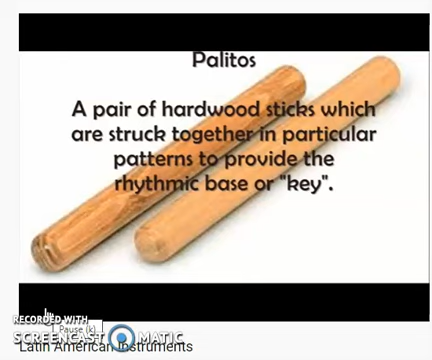 Palitos
A pair of hardwood sticks which
are struck together in particular
patterns to provide the
rhythmic base or "key".
RECORDED WITH
SCREENCAST MATIC
Pause (k)
Latin American Instruments